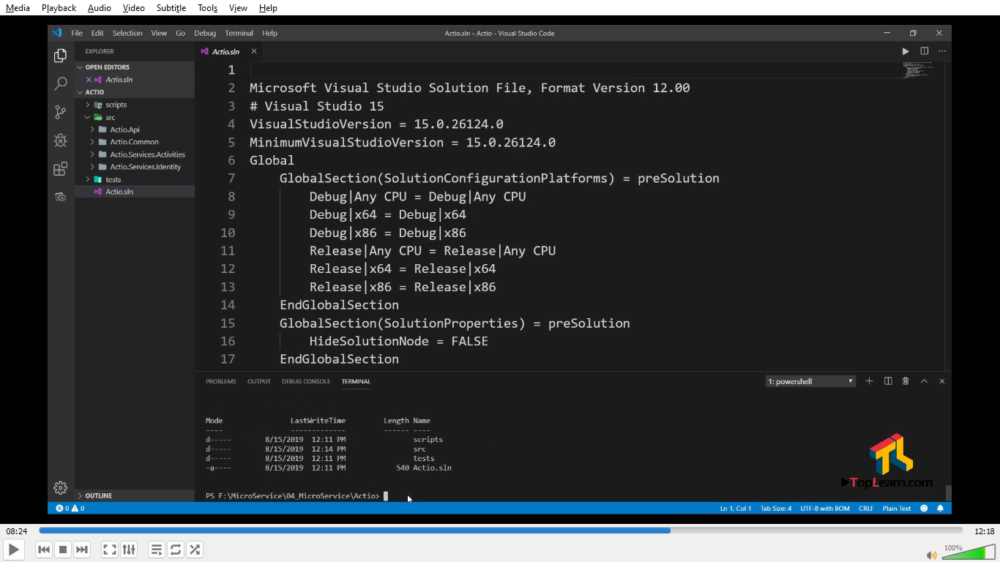 Media Playback Audio Video Subtitle Tools View Help
File Edit Selection View Go Debug Terminal Help
Actio.sln - Actio - Visual Studio Code
EXPLORER
OPEN EDITORS
Actio.sln
ACTIO
scripts
src
Actio.Api
Actio.Common
Actio.Services.Activities
Actio.Services.Identity
tests
Actio.sln
OUTLINE
Actio.sln
1
2 Microsoft Visual Studio Solution File, Format Version 12.00
3 # Visual Studio 15
4 VisualStudioVersion = 15.0.26124.0
5 MinimumVisualStudioVersion = 15.0.26124.0
6 Global
7 GlobalSection(SolutionConfigurationPlatforms) = preSolution
8 Debug|Any CPU = Debug|Any CPU
9 Debug|x64 = Debug|x64
10 Debug|x86 = Debug|x86
11 Release|Any CPU = Release|Any CPU
12 Release|x64 = Release|x64
13 Release|x86 = Release|x86
14 EndGlobalSection
15 GlobalSection(SolutionProperties) = preSolution
16 HideSolutionNode = FALSE
17 EndGlobalSection
PROBLEMS OUTPUT DEBUG CONSOLE TERMINAL
1: powershell
Mode LastWriteTime Length Name
---- ------------- ------ ----
d----- 8/15/2019 12:11 PM scripts
d----- 8/15/2019 12:14 PM src
d----- 8/15/2019 12:11 PM tests
-a---- 8/15/2019 12:11 PM 540 Actio.sln
PS F:\MicroService\04_MicroService\Actio>
TopLearn.com
0 0
Ln 1, Col 1 Tab Size: 4 UTF-8 with BOM CRLF Plain Text
08:24
12:18
100%